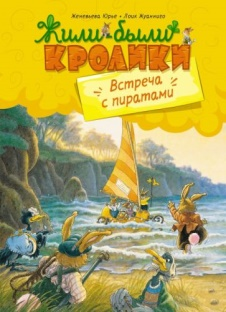 Женевьева Юрье • Лоик Жуанниго
Жили-были
КРОЛИКИ
Встреча
с пиратами